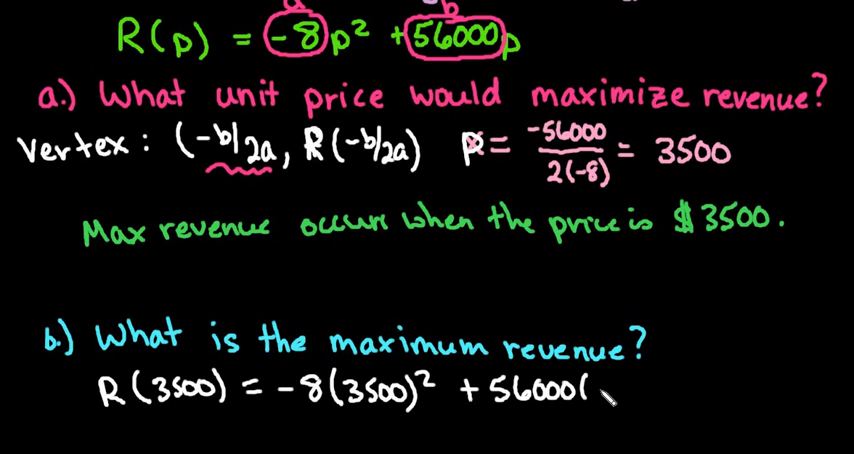 a b
R(p) = -8p² + 56000p
a.) What unit price would maximize revenue?
Vertex : (-b/2a, R(-b/2a) p = -56000/2(-8) = 3500
Max revenue occurs when the price is $3500.
b.) What is the maximum revenue?
R(3500) = -8(3500)² + 56000(